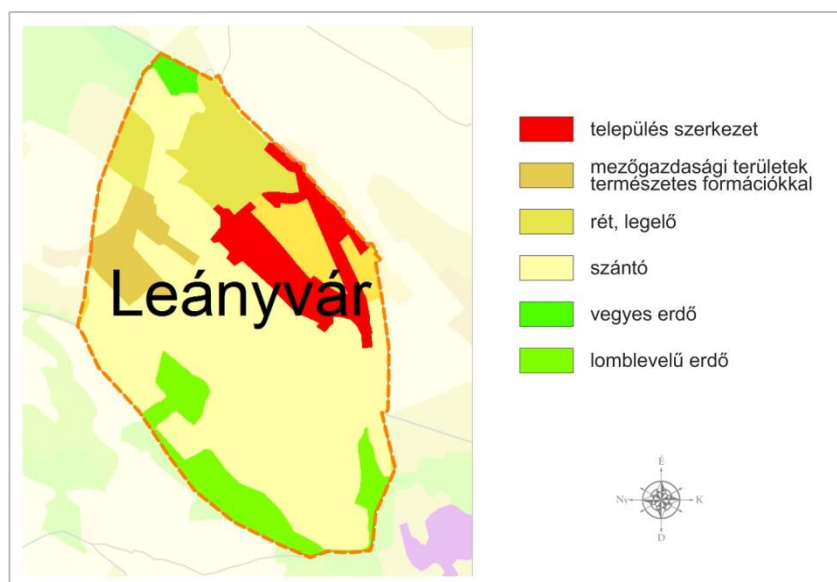 Leányvár
település szerkezet
mezőgazdasági területek
természetes formációkkal
rét, legelő
szántó
vegyes erdő
lomblevelű erdő
É
Ny
K
D